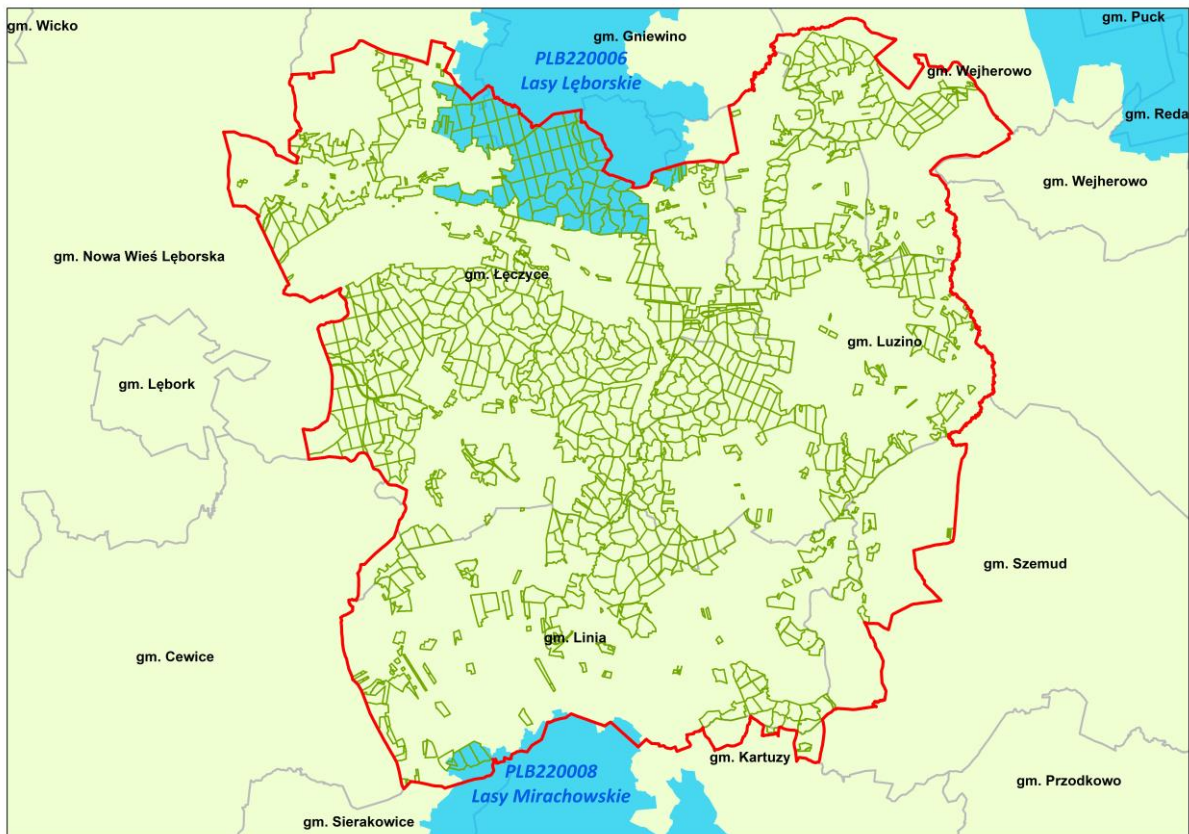 gm. Wicko
gm. Puck
gm. Gniewino
PLB220006
Lasy Lęborskie
gm. Wejherowo
gm. Reda
gm. Wejherowo
gm. Nowa Wieś Lęborska
gm. Łęczyce
gm. Luzino
gm. Lębork
gm. Szemud
gm. Linia
gm. Cewice
gm. Kartuzy
PLB220008
Lasy Mirachowskie
gm. Przodkowo
gm. Sierakowice